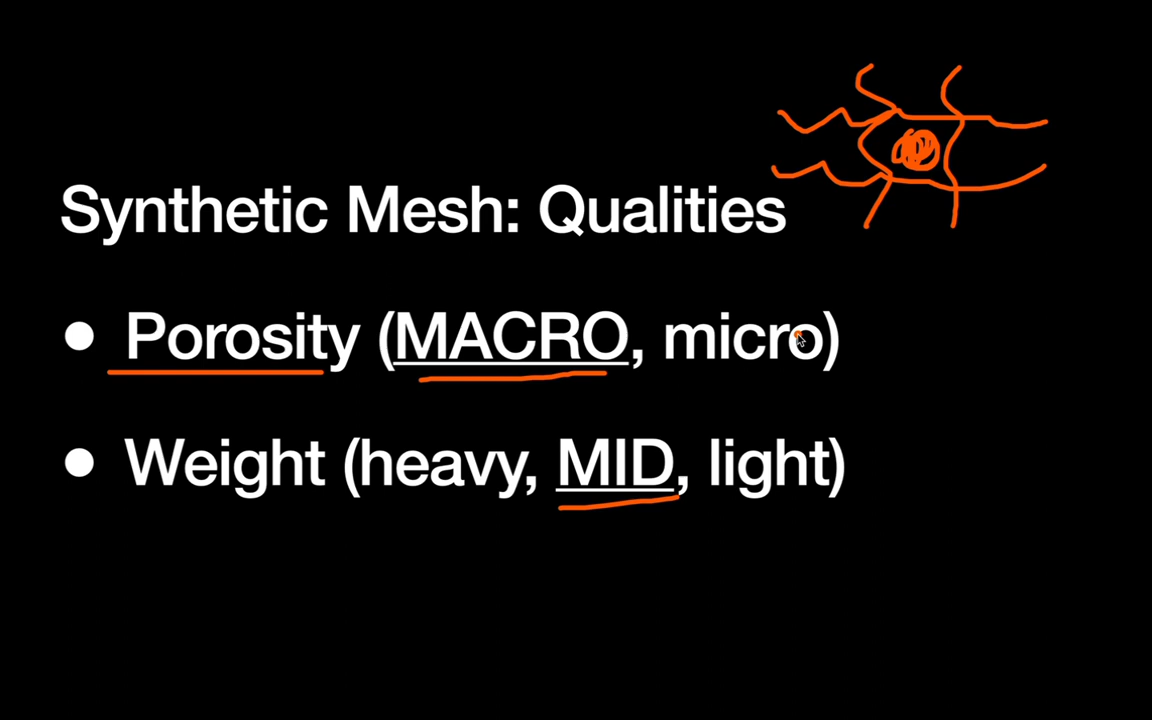 Synthetic Mesh: Qualities
• Porosity (MACRO, micro)
• Weight (heavy, MID, light)